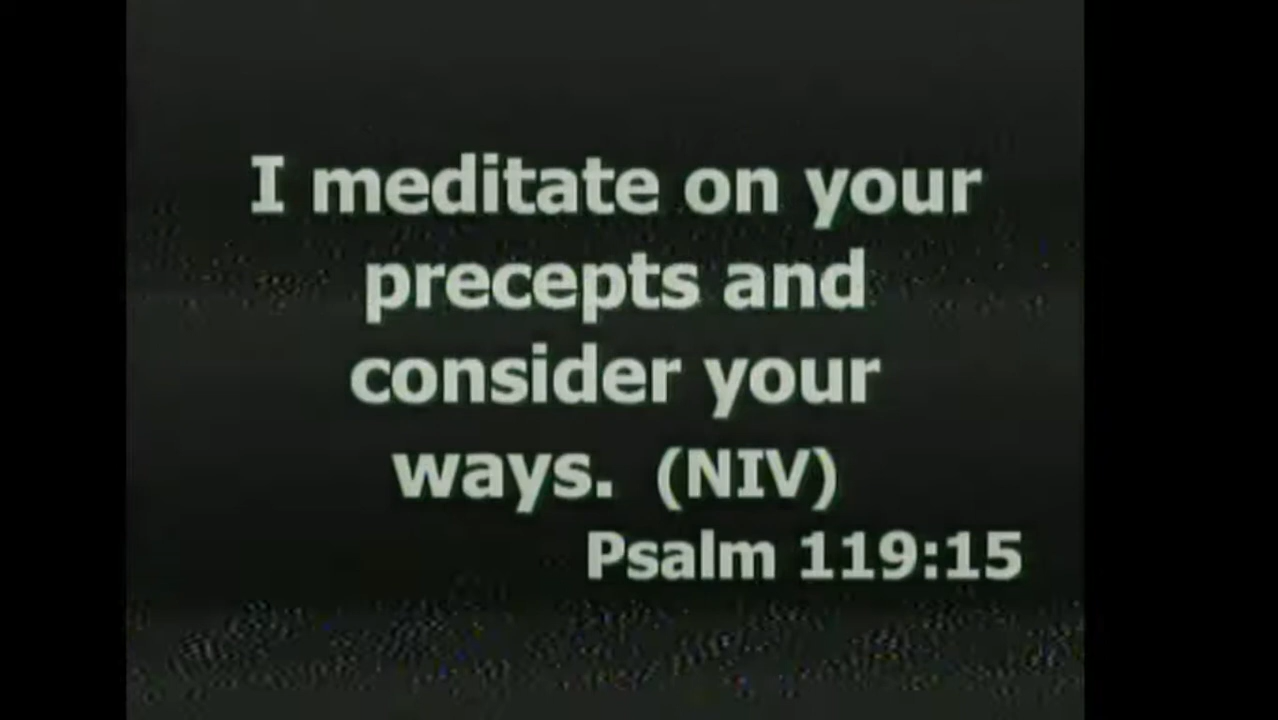 I meditate on your
precepts and
consider your
ways. (NIV)
Psalm 119:15